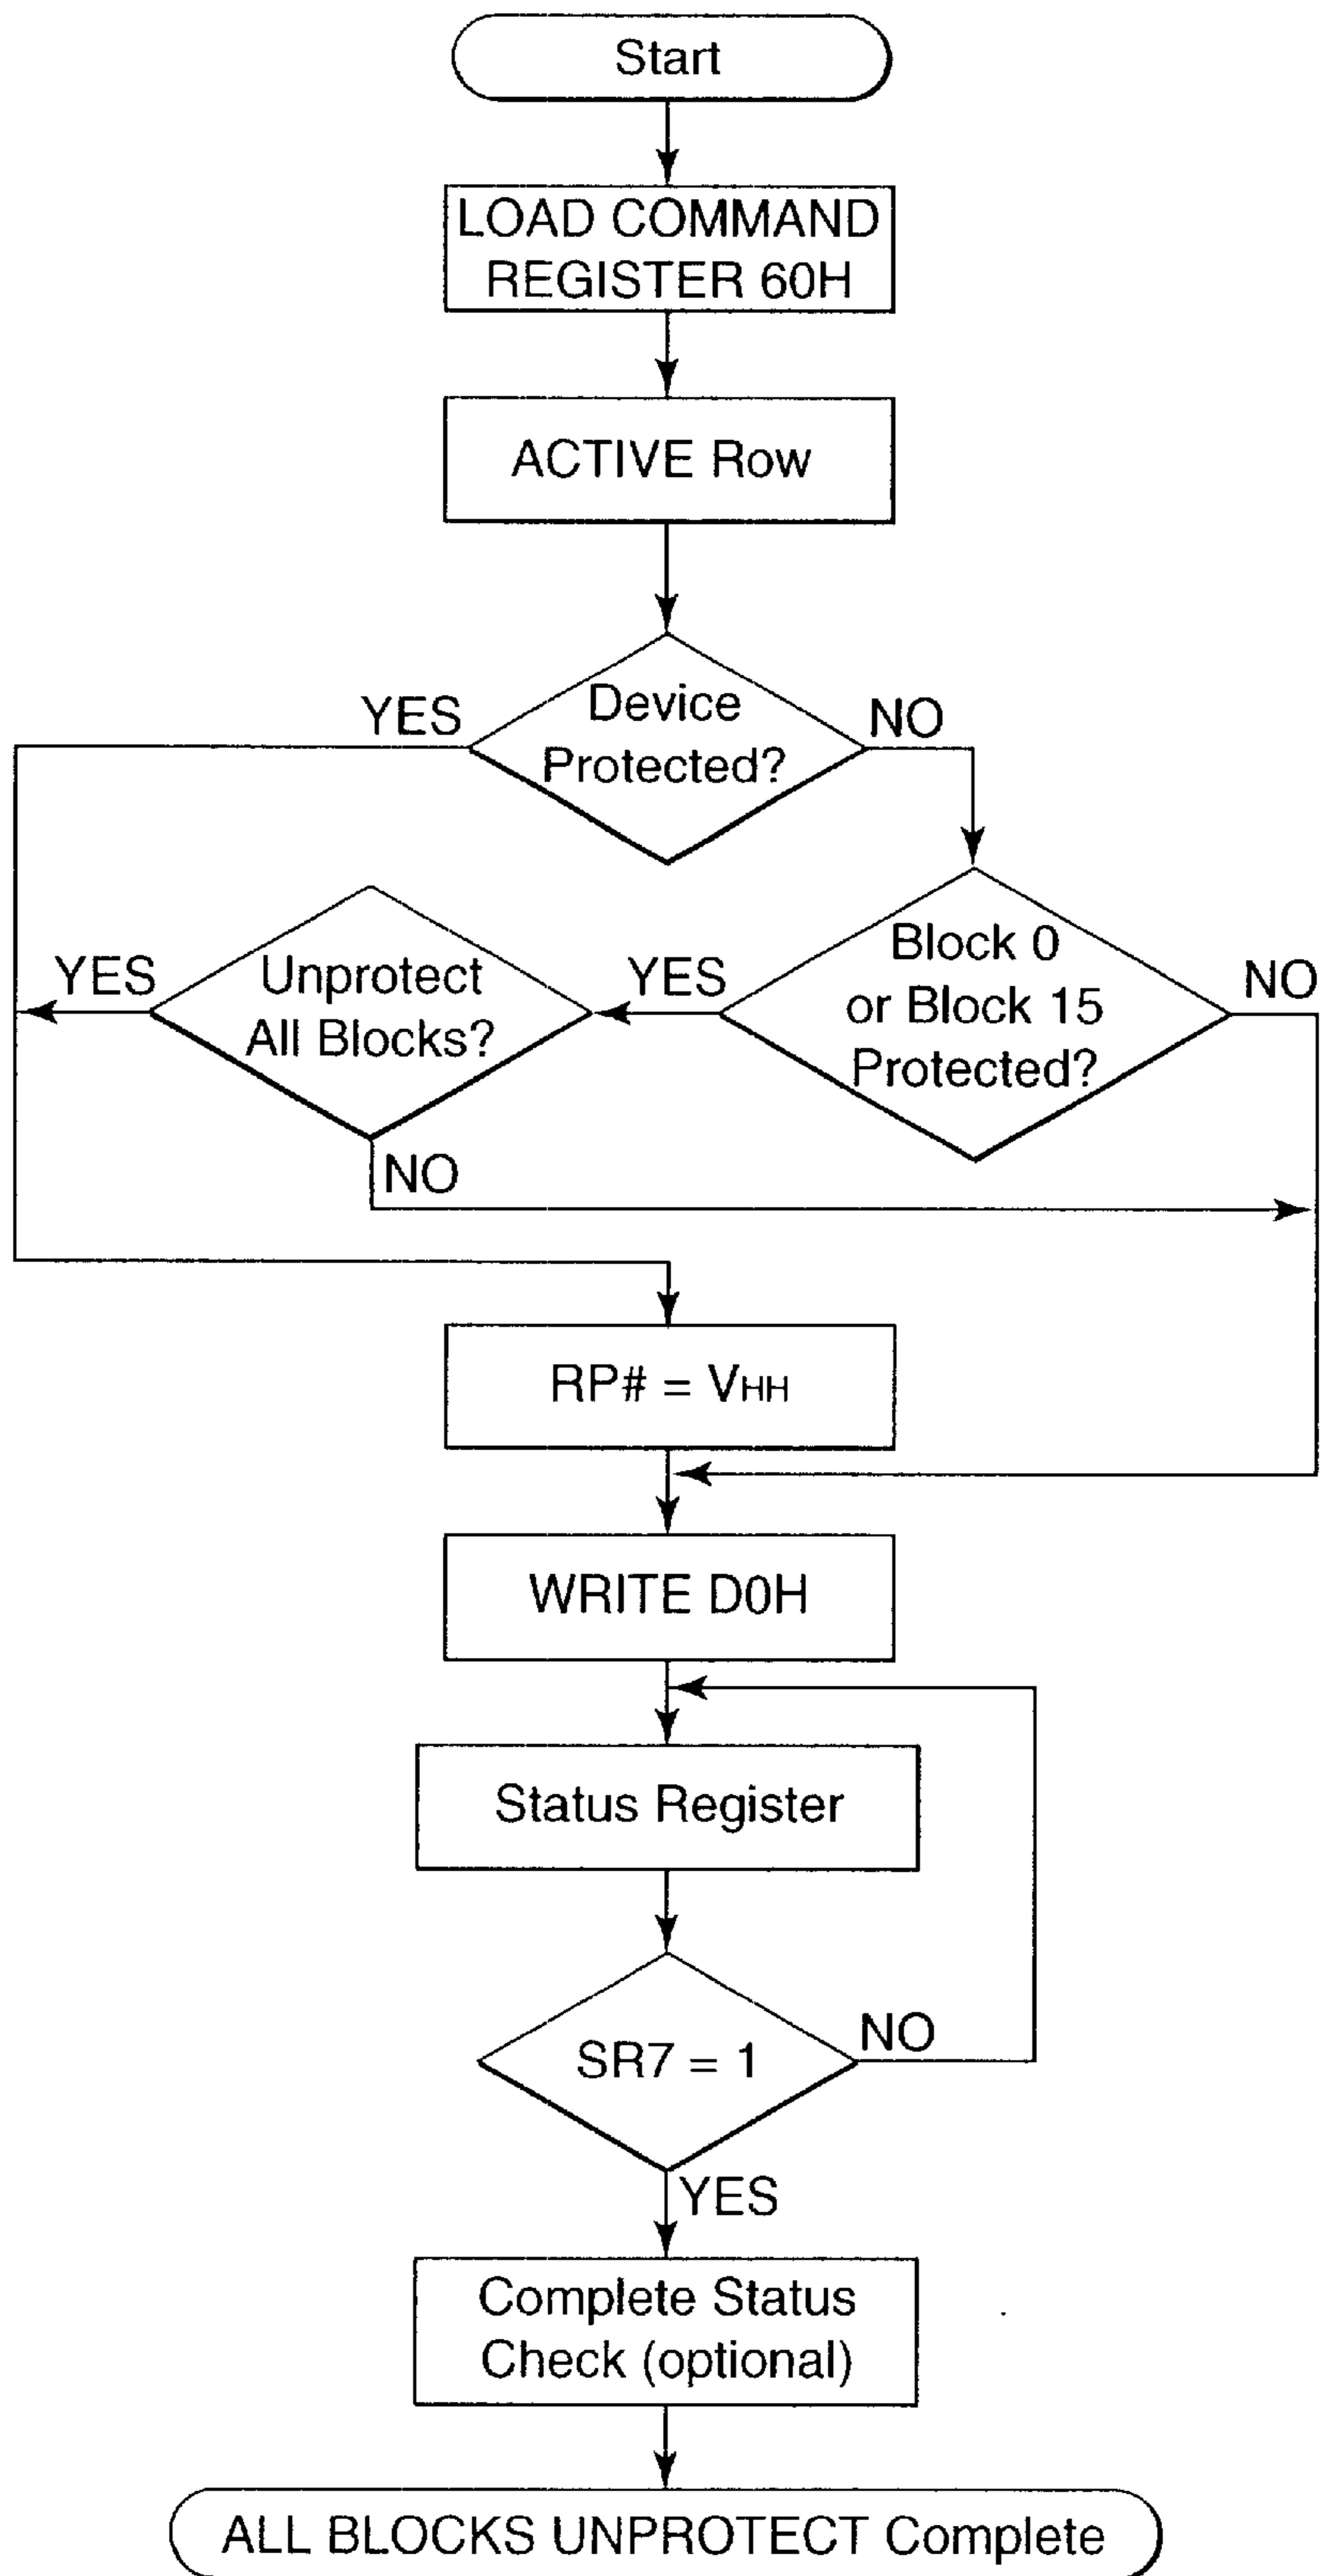 Start
LOAD COMMAND
REGISTER 60H
ACTIVE Row
YES
Device
Protected?
NO
YES
Unprotect
All Blocks?
YES
Block 0
or Block 15
Protected?
NO
NO
RP# = VHH
WRITE D0H
Status Register
SR7 = 1
NO
YES
Complete Status
Check (optional)
ALL BLOCKS UNPROTECT Complete